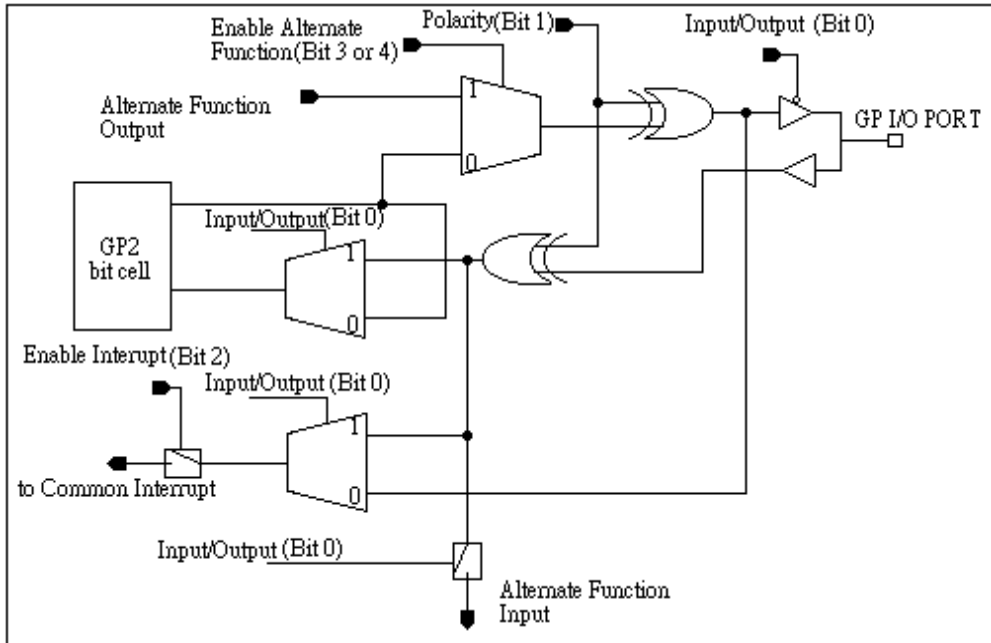 Polarity(Bit 1)
Input/Output (Bit 0)
Enable Alternate
Function(Bit 3 or 4)
1
Alternate Function
Output
GP I/O PORT
0
Input/Output(Bit 0)
GP2
bit cell
1
0
Enable Interupt(Bit 2)
Input/Output (Bit 0)
1
to Common Interrupt
0
Input/Output (Bit 0)
Alternate Function
Input